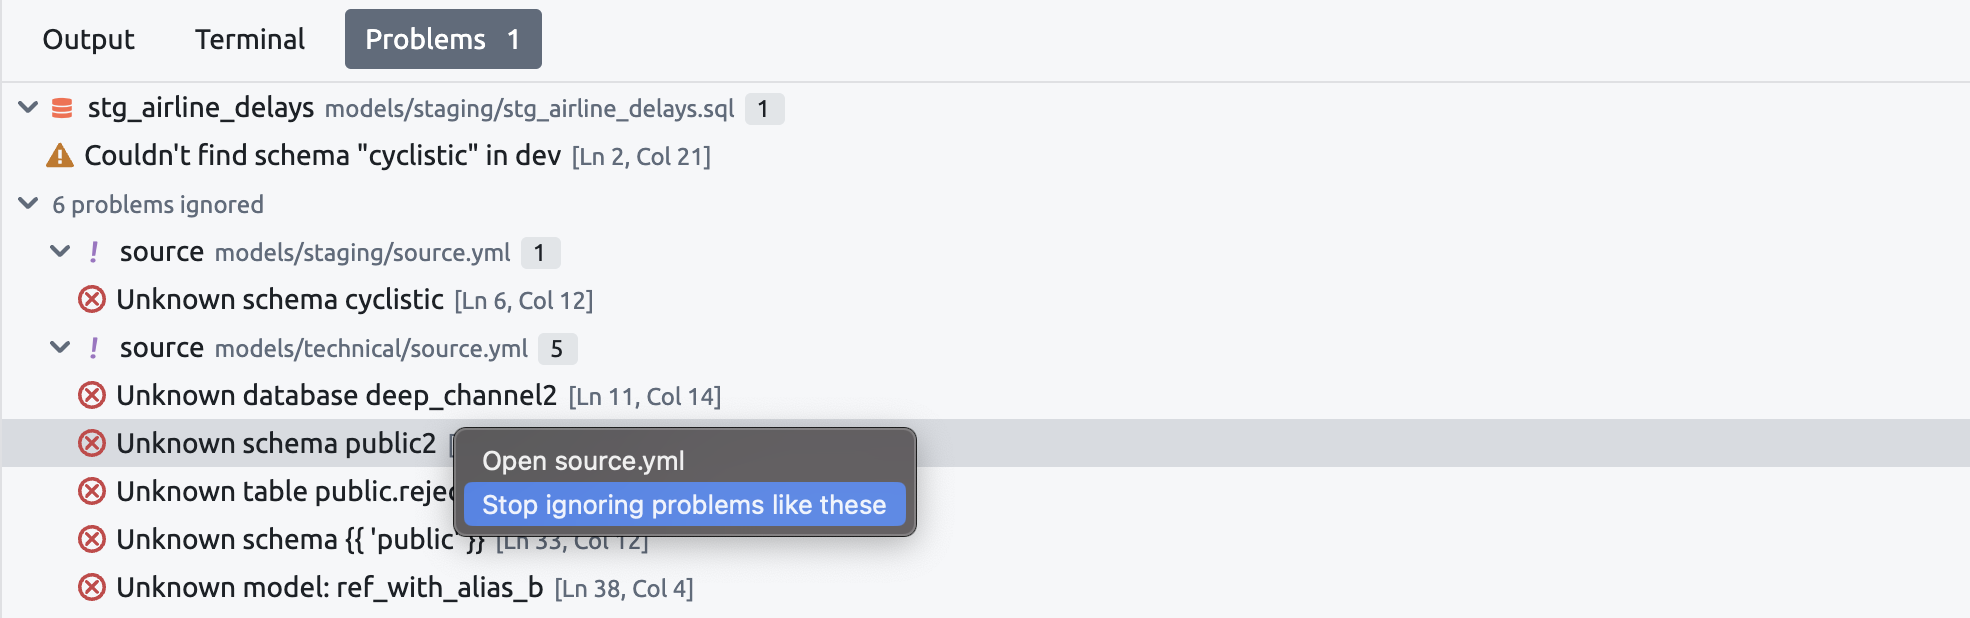 Output Terminal Problems 1
stg_airline_delays models/staging/stg_airline_delays.sql 1
Couldn't find schema "cyclistic" in dev [Ln 2, Col 21]
6 problems ignored
! source models/staging/source.yml 1
Unknown schema cyclistic [Ln 6, Col 12]
! source models/technical/source.yml 5
Unknown database deep_channel2 [Ln 11, Col 14]
Unknown schema public2 [
Open source.yml
Stop ignoring problems like these
Unknown table
Unknown schema {{ 'public' }} [Ln 33, Col 12]
Unknown model: ref_with_alias_b [Ln 38, Col 4]